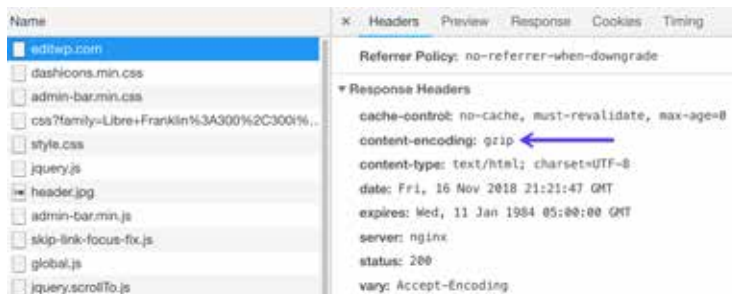 Name
editwp.com
dashicons.min.css
admin-bar.min.css
css?family=Libre+Franklin%3A300%2C300i%...
style.css
jquery.js
header.jpg
admin-bar.min.js
skip-link-focus-fix.js
global.js
jquery.scrollTo.js
× Headers Preview Response Cookies Timing
Referrer Policy: no-referrer-when-downgrade
▼ Response Headers
cache-control: no-cache, must-revalidate, max-age=0
content-encoding: gzip
content-type: text/html; charset=UTF-8
date: Fri, 16 Nov 2018 21:21:47 GMT
expires: Wed, 11 Jan 1984 05:00:00 GMT
server: nginx
status: 200
vary: Accept-Encoding